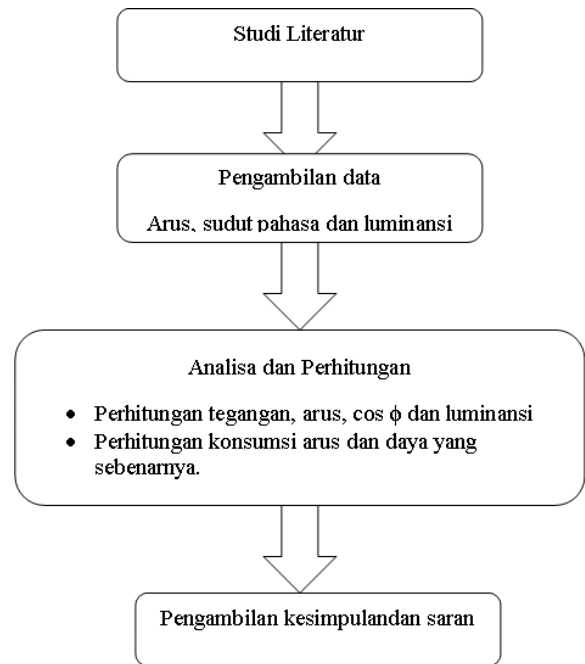 Studi Literatur
Pengambilan data
Arus, sudut pahasa dan luminansi
Analisa dan Perhitungan
• Perhitungan tegangan, arus, cos ϕ dan luminansi
• Perhitungan konsumsi arus dan daya yang
sebenarnya.
Pengambilan kesimpulandan saran